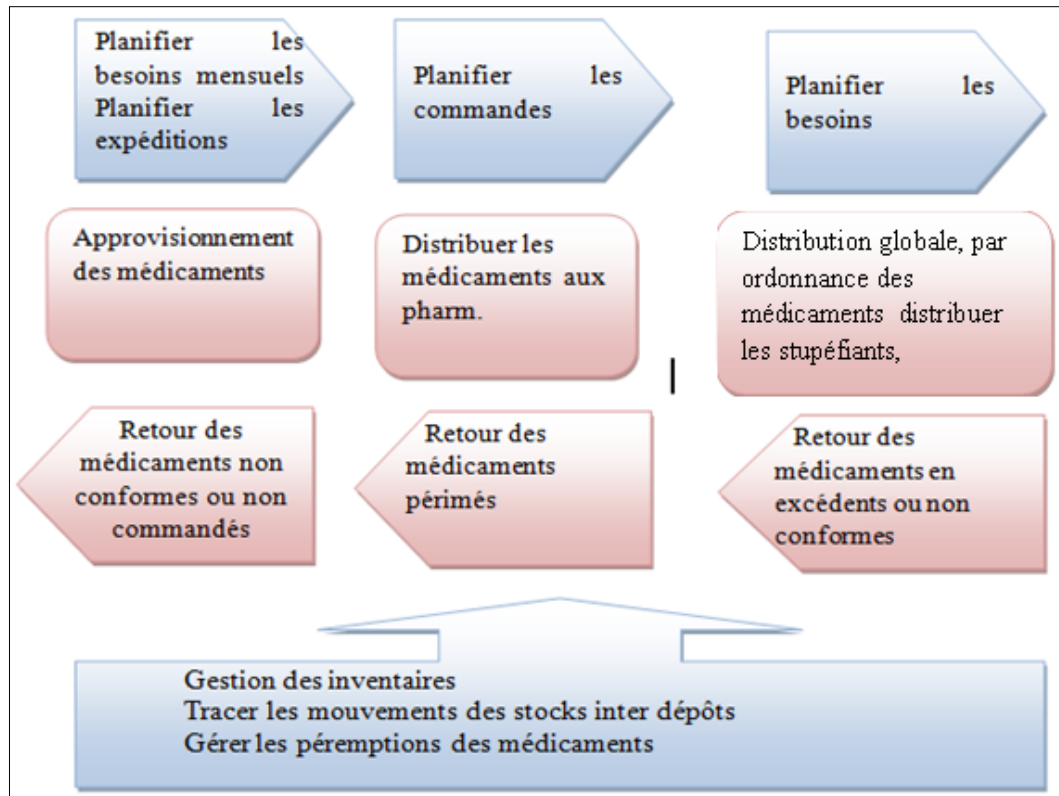 Planifier les
besoins mensuels
Planifier les
expéditions
Planifier les
commandes
Planifier les
besoins
Approvisionnement
des médicaments
Distribuer les
médicaments aux
pharm.
Distribution globale, par
ordonnance des
médicaments distribuer
les stupéfiants,
Retour des
médicaments non
conformes ou non
commandés
Retour des
médicaments
périmés
Retour des
médicaments en
excédents ou non
conformes
Gestion des inventaires
Tracer les mouvements des stocks inter dépôts
Gérer les péremptions des médicaments